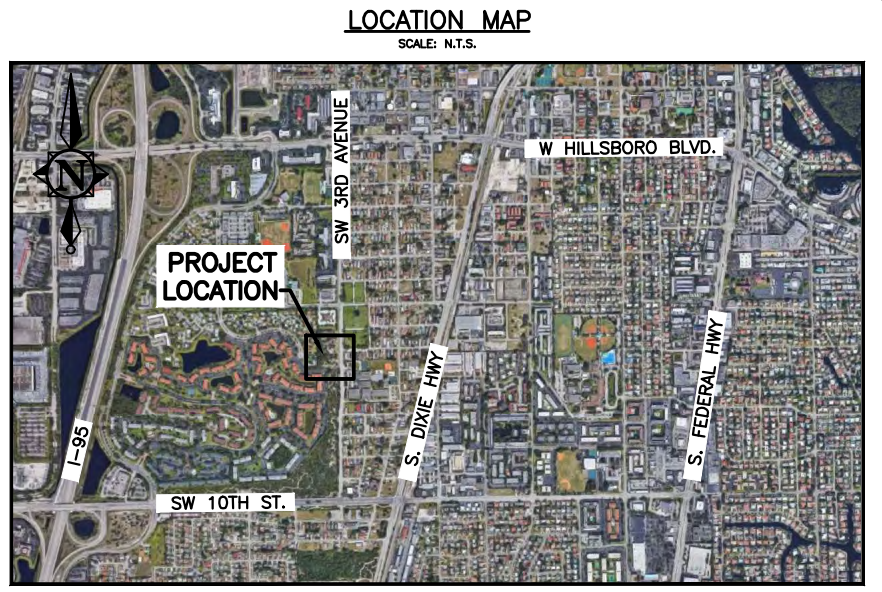 LOCATION MAP
SCALE: N.T.S.
N
SW 3RD AVENUE
W HILLSBORO BLVD.
PROJECT
LOCATION
S. DIXIE HWY
S. FEDERAL HWY
I-95
SW 10TH ST.